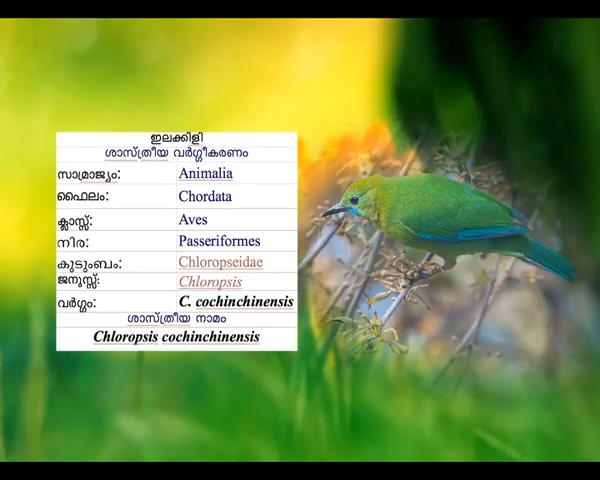 ഇലക്കിളി
ശാസ്ത്രീയ വർഗ്ഗീകരണം
സാമ്രാജ്യം: Animalia
ഫൈലം: Chordata
ക്ലാസ്സ്: Aves
നിര: Passeriformes
കുടുംബം: Chloropseidae
ജനുസ്സ്: Chloropsis
വർഗ്ഗം: C. cochinchinensis
ശാസ്ത്രീയ നാമം
Chloropsis cochinchinensis